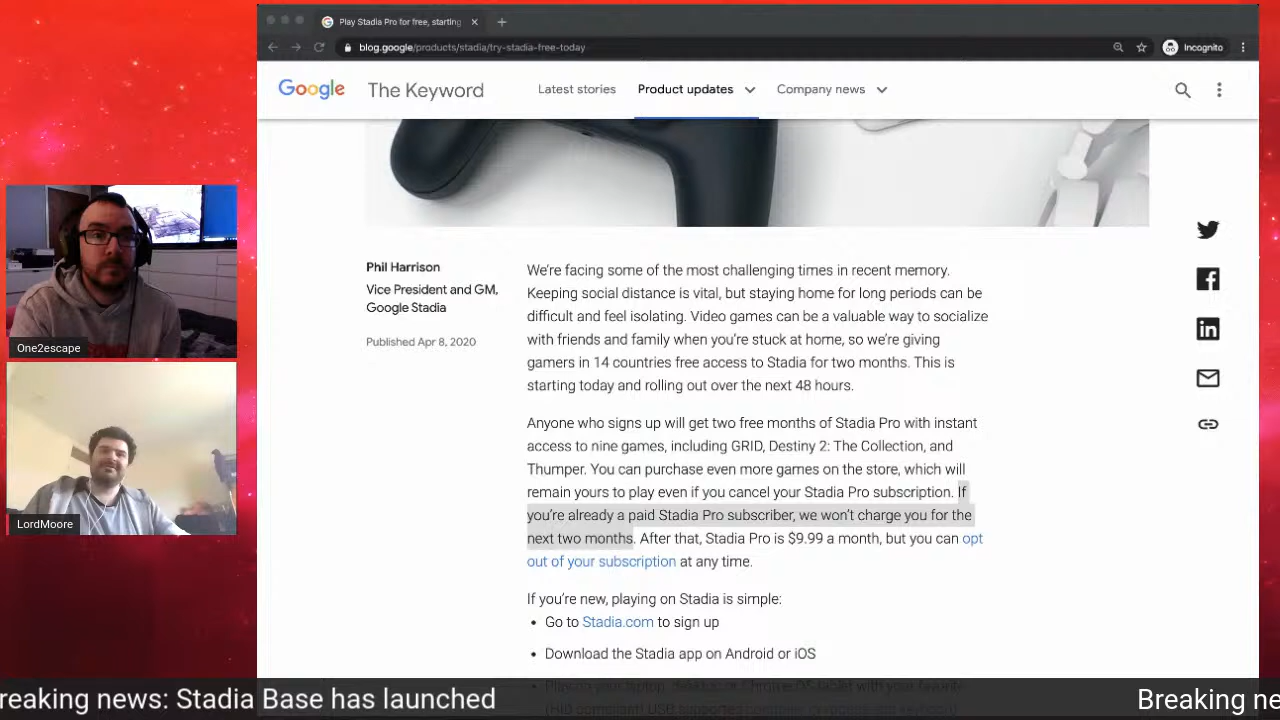 Play Stadia Pro for free, starting
blog.google/products/stadia/try-stadia-free-today
Incognito
Google The Keyword Latest stories Product updates Company news
Phil Harrison
Vice President and GM,
Google Stadia
Published Apr 8, 2020
We’re facing some of the most challenging times in recent memory.
Keeping social distance is vital, but staying home for long periods can be
difficult and feel isolating. Video games can be a valuable way to socialize
with friends and family when you’re stuck at home, so we’re giving
gamers in 14 countries free access to Stadia for two months. This is
starting today and rolling out over the next 48 hours.
Anyone who signs up will get two free months of Stadia Pro with instant
access to nine games, including GRID, Destiny 2: The Collection, and
Thumper. You can purchase even more games on the store, which will
remain yours to play even if you cancel your Stadia Pro subscription. If
you’re already a paid Stadia Pro subscriber, we won’t charge you for the
next two months. After that, Stadia Pro is $9.99 a month, but you can opt
out of your subscription at any time.
If you’re new, playing on Stadia is simple:
• Go to Stadia.com to sign up
• Download the Stadia app on Android or iOS
One2escape
LordMoore
reaking news: Stadia Base has launched
Breaking ne